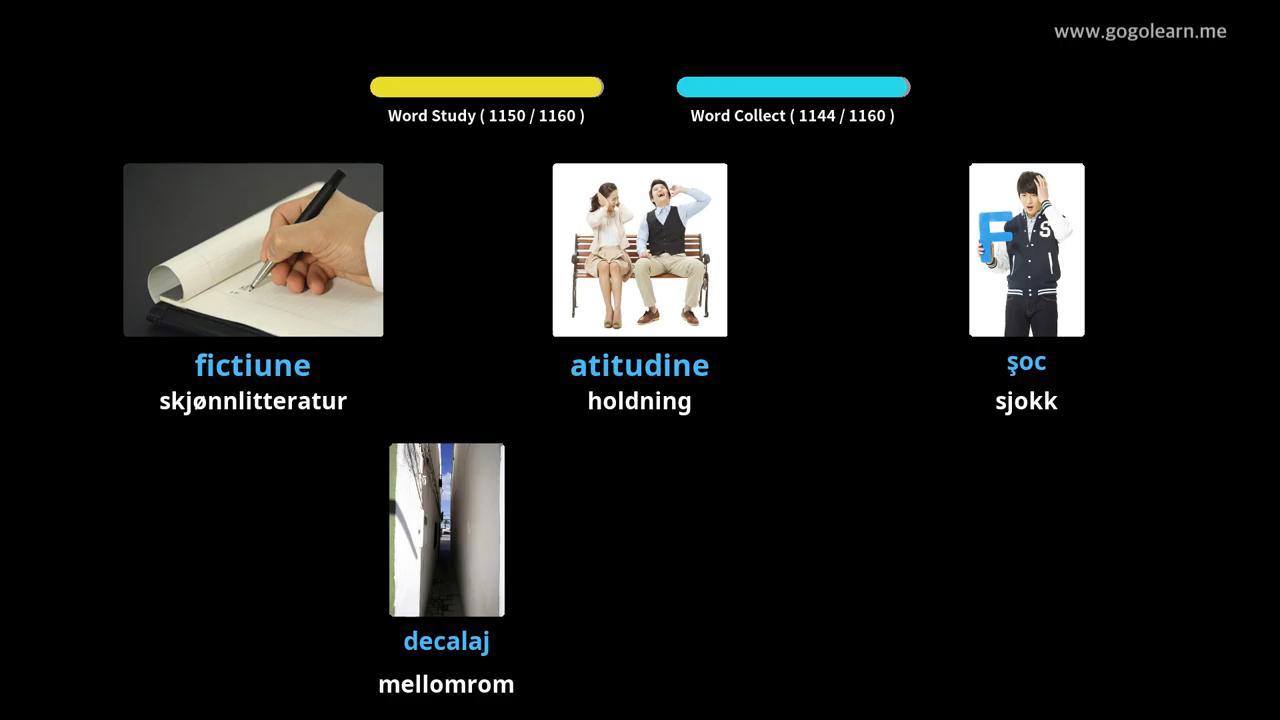 www.gogolearn.me
Word Study ( 1150 / 1160 )
Word Collect ( 1144 / 1160 )
F
S
fictiune
atitudine
şoc
skjønnlitteratur
holdning
sjokk
decalaj
mellomrom